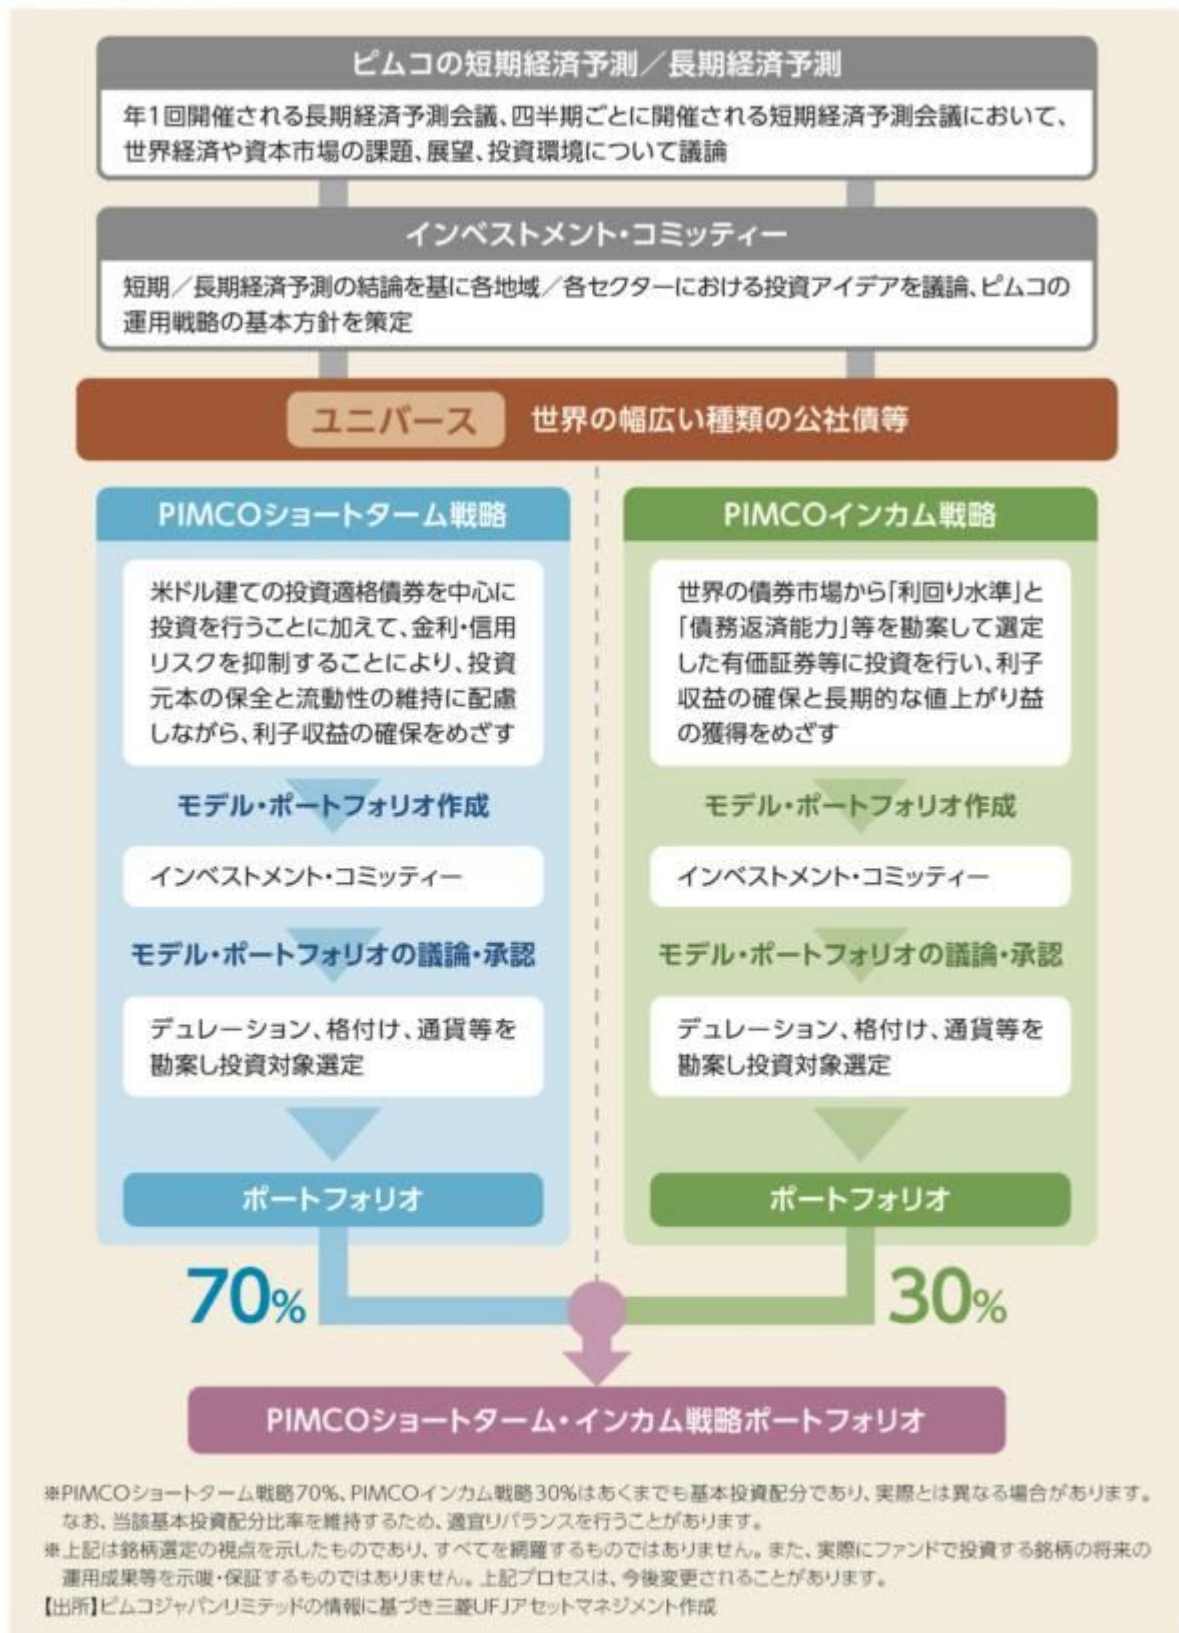 ピムコの短期経済予測／長期経済予測
年1回開催される長期経済予測会議、四半期ごとに開催される短期経済予測会議において、
世界経済や資本市場の課題、展望、投資環境について議論
インベストメント・コミッティー
短期／長期経済予測の結論を基に各地域／各セクターにおける投資アイデアを議論、ピムコの
運用戦略の基本方針を策定
ユニバース 世界の幅広い種類の公社債等
PIMCOショートターム戦略
米ドル建ての投資適格債券を中心に
投資を行うことに加えて、金利・信用
リスクを抑制することにより、投資
元本の保全と流動性の維持に配慮
しながら、利子収益の確保をめざす
モデル・ポートフォリオ作成
インベストメント・コミッティー
モデル・ポートフォリオの議論・承認
デュレーション、格付け、通貨等を
勘案し投資対象選定
ポートフォリオ
70%
PIMCOインカム戦略
世界の債券市場から「利回り水準」と
「債務返済能力」等を勘案して選定
した有価証券等に投資を行い、利子
収益の確保と長期的な値上がり益
の獲得をめざす
モデル・ポートフォリオ作成
インベストメント・コミッティー
モデル・ポートフォリオの議論・承認
デュレーション、格付け、通貨等を
勘案し投資対象選定
ポートフォリオ
30%
PIMCOショートターム・インカム戦略ポートフォリオ
※PIMCOショートターム戦略70%、PIMCOインカム戦略30%はあくまでも基本投資配分であり、実際とは異なる場合があります。
なお、当該基本投資配分比率を維持するため、適宜リバランスを行うことがあります。
※上記は銘柄選定の視点を示したものであり、すべてを網羅するものではありません。また、実際にファンドで投資する銘柄の将来の
運用成果等を示唆・保証するものではありません。上記プロセスは、今後変更されることがあります。
【出所】ピムコジャパンリミテッドの情報に基づき三菱UFJアセットマネジメント作成